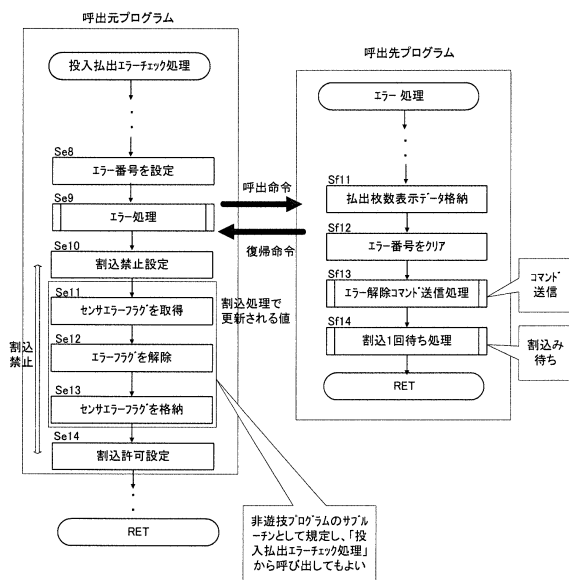 呼出元プログラム
投入払出エラーチェック処理
Se8
エラー番号を設定
Se9
エラー処理
Se10
割込禁止設定
Se11
センサエラーフラグを取得
Se12
エラーフラグを解除
Se13
センサエラーフラグを格納
Se14
割込許可設定
RET
割込
禁止
割込処理で
更新される値
呼出命令
復帰命令
呼出先プログラム
エラー 処理
Sf11
払出枚数表示データ格納
Sf12
エラー番号をクリア
Sf13
エラー解除コマンド送信処理
Sf14
割込1回待ち処理
RET
コマンド
送信
割込み
待ち
非遊技プログラムのサブルー
チンとして規定し、「投
入払出エラーチェック処理」
から呼び出してもよい